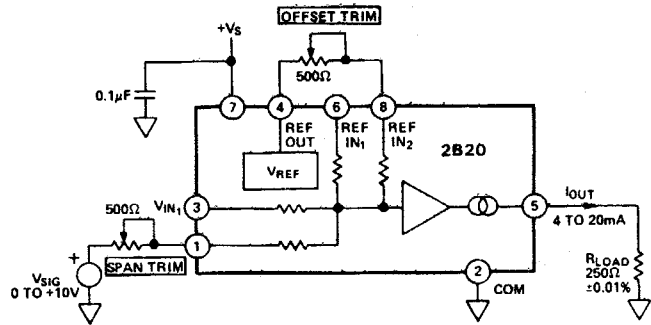 OFFSET TRIM
+VS
500Ω
0.1μF
7
4
6
8
REF OUT
REF IN1
REF IN2
2B20
VREF
VIN1
3
5
IOUT
4 TO 20mA
500Ω
1
SPAN TRIM
+
VSIG
0 TO +10V
2
COM
RLOAD
250Ω
±0.01%